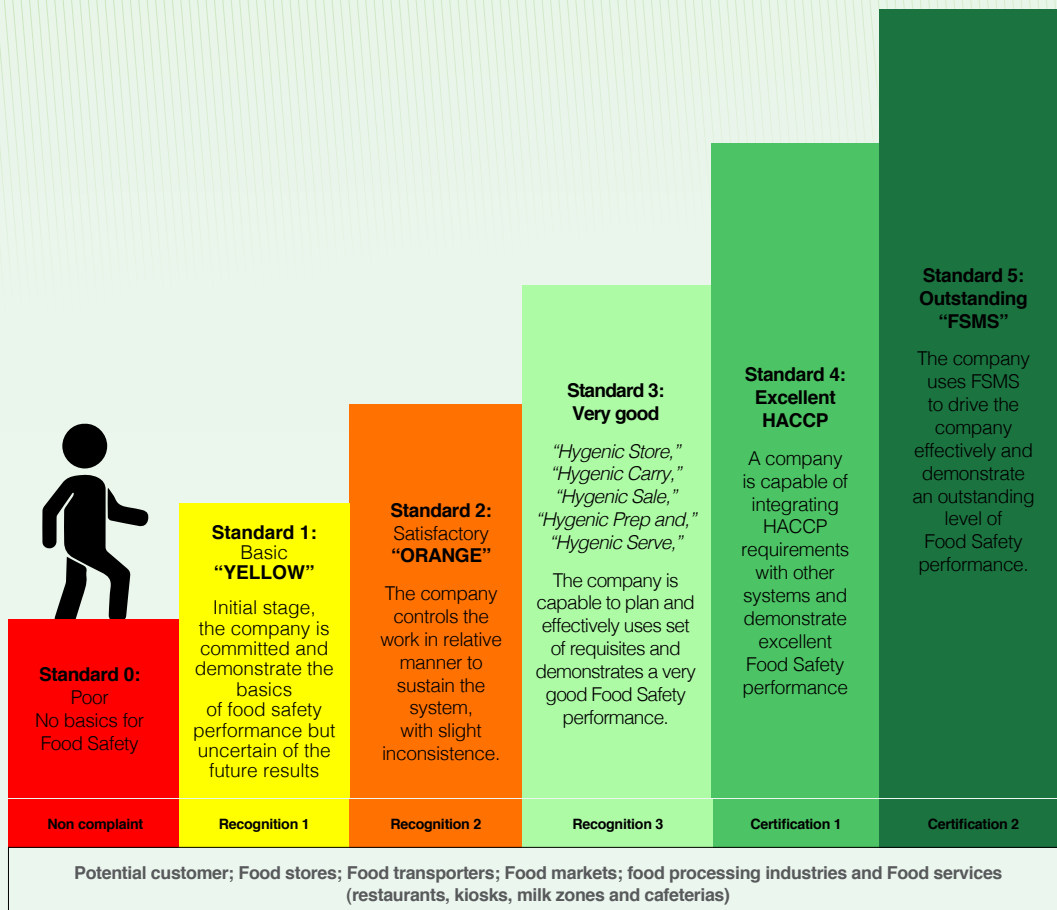 Standard 0:
Poor
No basics for
Food Safety
Standard 1:
Basic
“YELLOW”
Initial stage,
the company is
committed and
demonstrate the
basics
of food safety
performance but
uncertain of the
future results
Standard 2:
Satisfactory
“ORANGE”
The company
controls the
work in relative
manner to
sustain the
system,
with slight
inconsistence.
Standard 3:
Very good
“Hygenic Store,”
“Hygenic Carry,”
“Hygenic Sale,”
“Hygenic Prep and,”
“Hygenic Serve,”
The company is
capable to plan and
effectively uses set
of requisites and
demonstrates a very
good Food Safety
performance.
Standard 4:
Excellent
HACCP
A company
is capable of
integrating
HACCP
requirements
with other
systems and
demonstrate
excellent
Food Safety
performance
Standard 5:
Outstanding
“FSMS”
The company
uses FSMS
to drive the
company
effectively and
demonstrate
an outstanding
level of
Food Safety
performance.
Non complaint
Recognition 1
Recognition 2
Recognition 3
Certification 1
Certification 2
Potential customer; Food stores; Food transporters; Food markets; food processing industries and Food services
(restaurants, kiosks, milk zones and cafeterias)